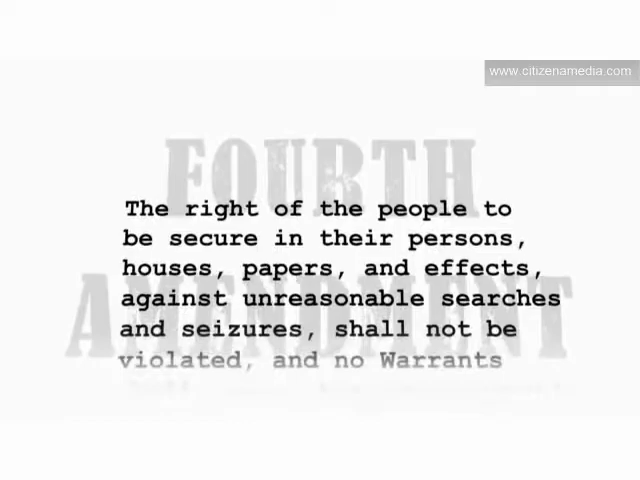 www.citizenamedia.com
FOURTH
AMENDMENT
The right of the people to
be secure in their persons,
houses, papers, and effects,
against unreasonable searches
and seizures, shall not be
violated, and no Warrants